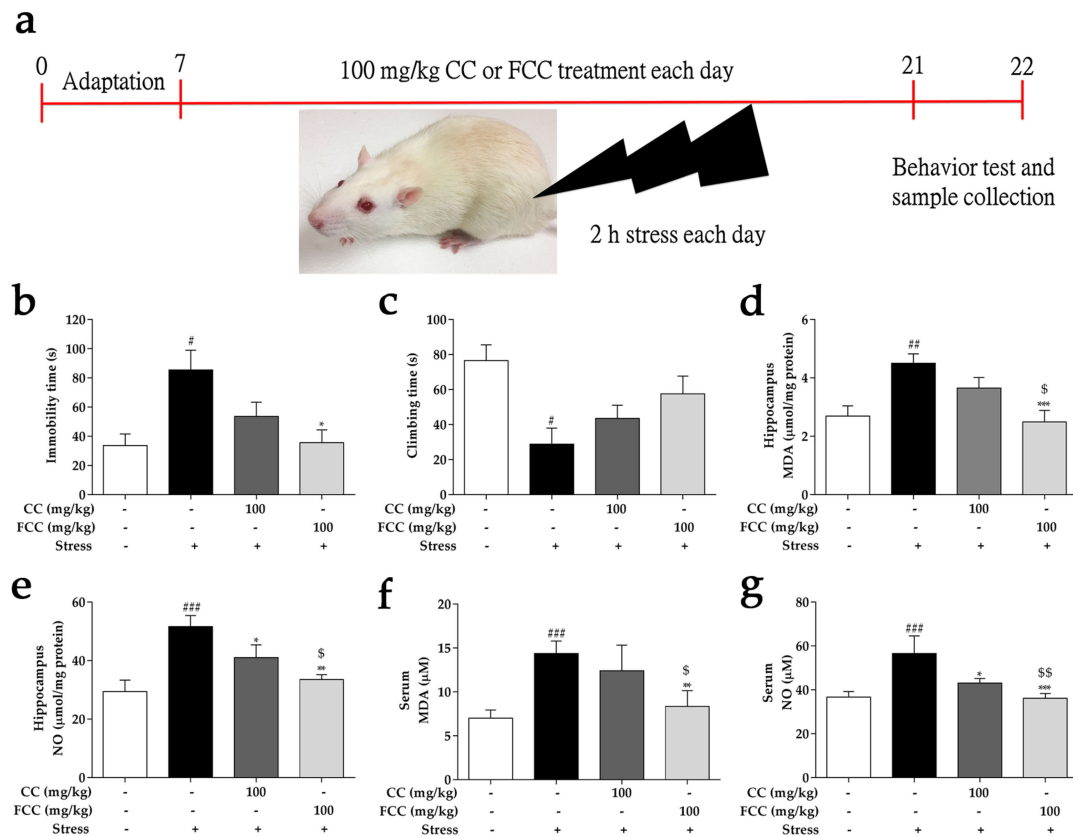 a
0 Adaptation 7 100 mg/kg CC or FCC treatment each day 21 22
Behavior test and
sample collection
2 h stress each day
b
Immobility time (s)
120
100
80
60
40
20
0
#
*
CC (mg/kg) - - 100 -
FCC (mg/kg) - - - 100
Stress - + + +
c
Climbing time (s)
100
80
60
40
20
0
#
CC (mg/kg) - - 100 -
FCC (mg/kg) - - - 100
Stress - + + +
d
Hippocampus
MDA (μmol/mg protein)
6
4
2
0
##
$
***
CC (mg/kg) - - 100 -
FCC (mg/kg) - - - 100
Stress - + + +
e
Hippocampus
NO (μmol/mg protein)
60
40
20
0
###
*
$
**
CC (mg/kg) - - 100 -
FCC (mg/kg) - - - 100
Stress - + + +
f
Serum
MDA (μM)
20
15
10
5
0
###
$
**
CC (mg/kg) - - 100 -
FCC (mg/kg) - - - 100
Stress - + + +
g
Serum
NO (μM)
80
60
40
20
0
###
*
$$
***
CC (mg/kg) - - 100 -
FCC (mg/kg) - - - 100
Stress - + + +